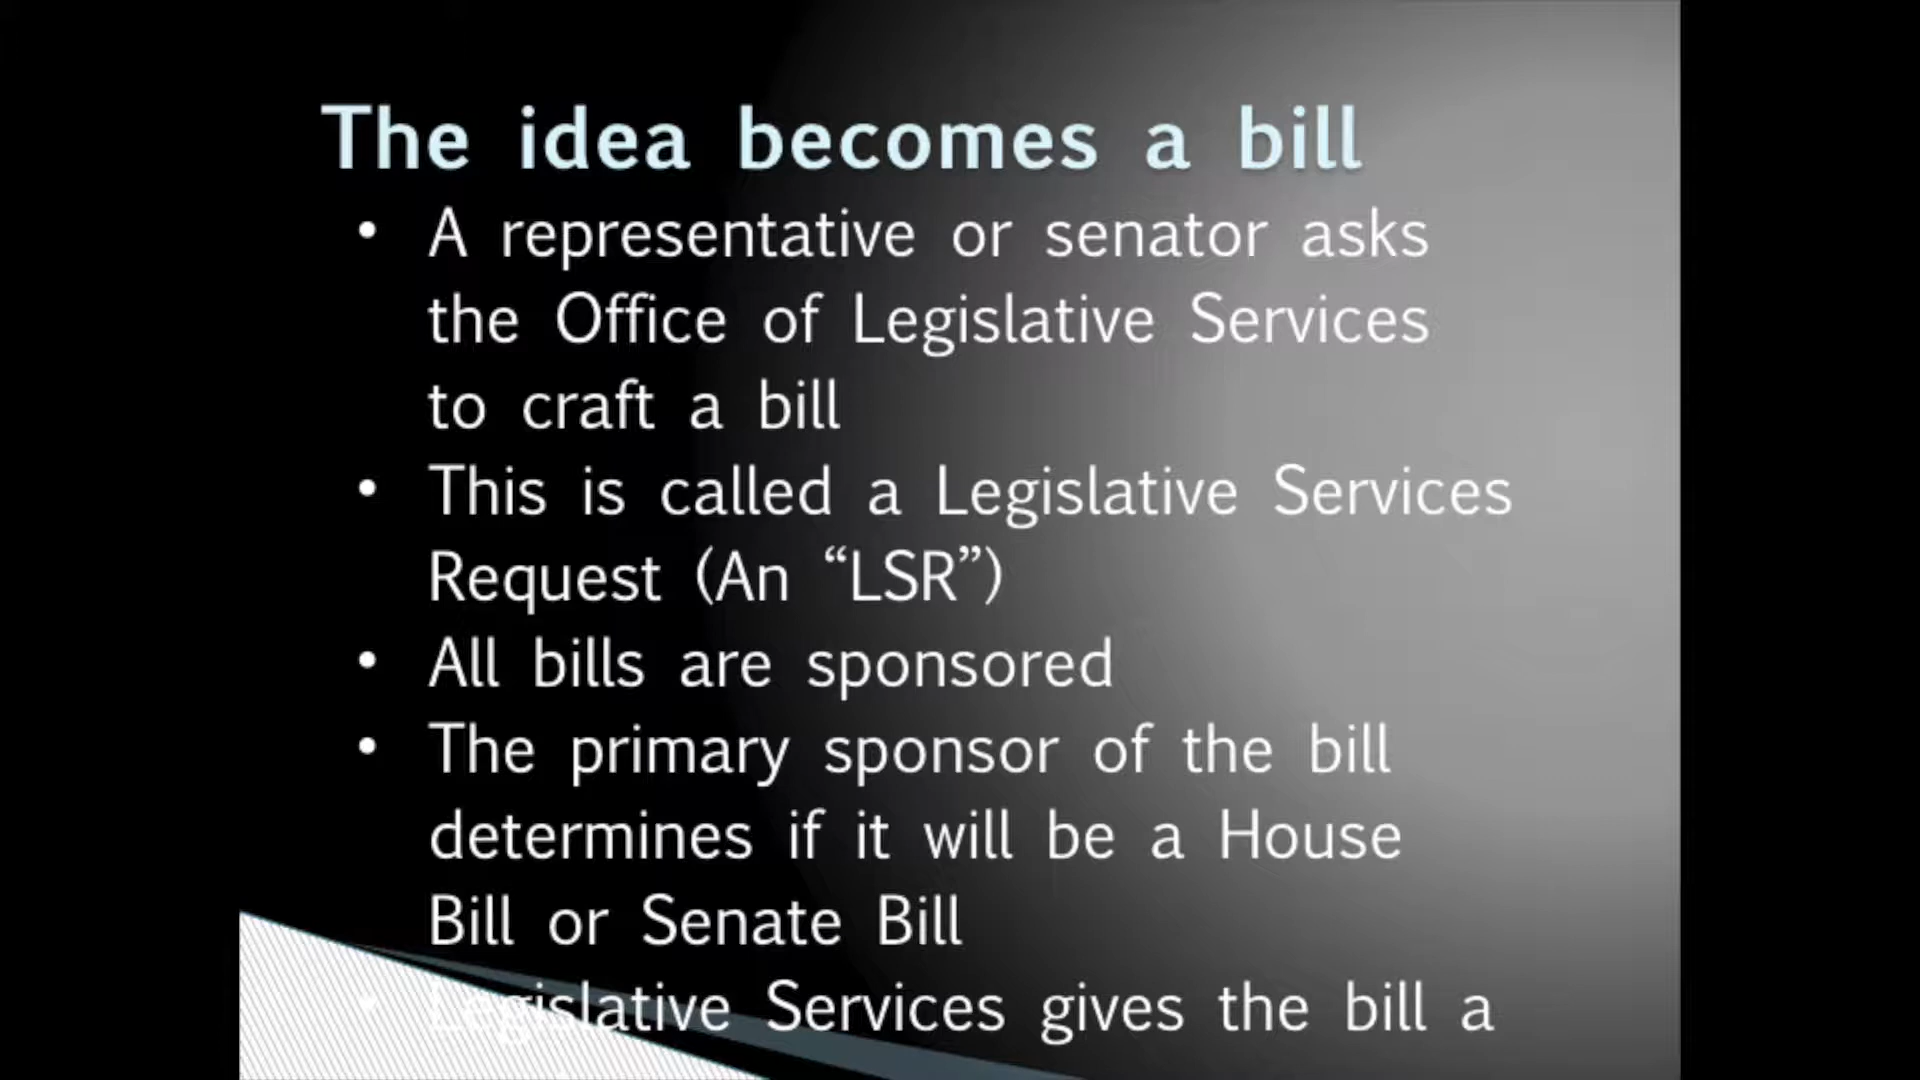 The idea becomes a bill
• A representative or senator asks
the Office of Legislative Services
to craft a bill
• This is called a Legislative Services
Request (An “LSR”)
• All bills are sponsored
• The primary sponsor of the bill
determines if it will be a House
Bill or Senate Bill
• Legislative Services gives the bill a